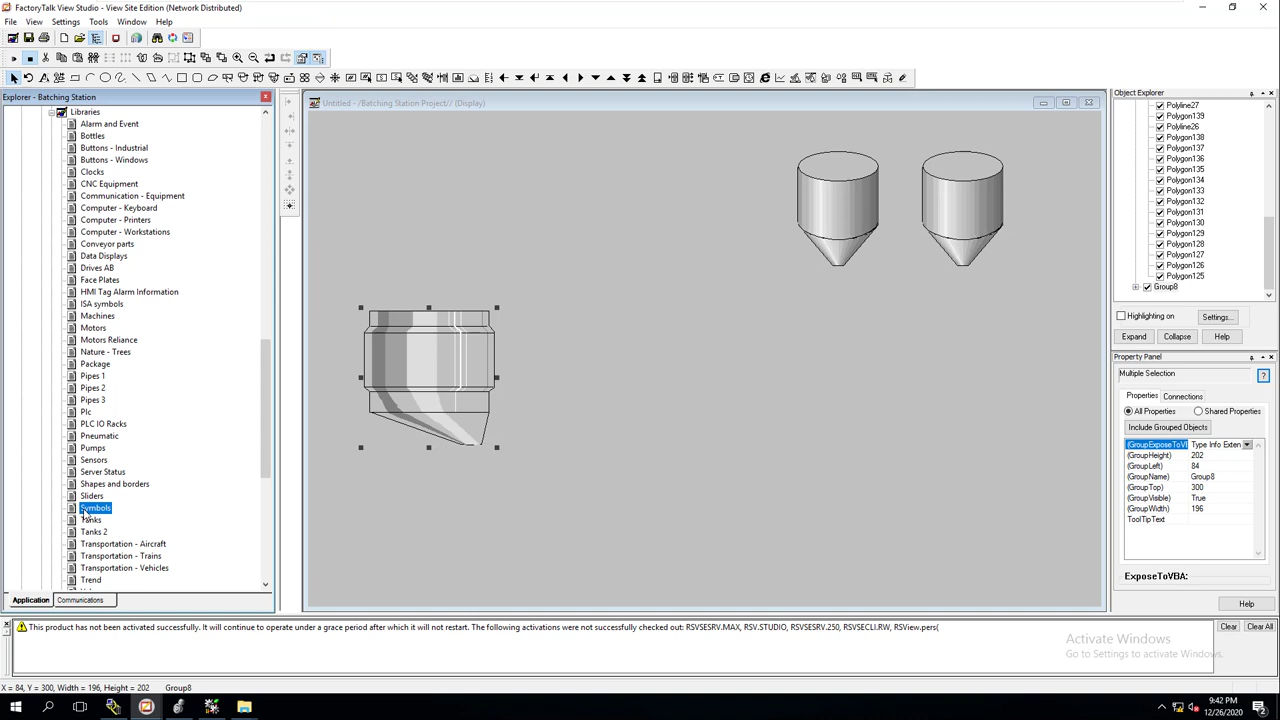 FactoryTalk View Studio - View Site Edition (Network Distributed)
File View Settings Tools Window Help
Explorer - Batching Station
Libraries
Alarm and Event
Bottles
Buttons - Industrial
Buttons - Windows
Clocks
CNC Equipment
Communication - Equipment
Computer - Keyboard
Computer - Printers
Computer - Workstations
Conveyor parts
Data Displays
Drives AB
Face Plates
HMI Tag Alarm Information
ISA symbols
Machines
Motors
Motors Reliance
Nature - Trees
Package
Pipes 1
Pipes 2
Pipes 3
Plc
PLC IO Racks
Pneumatic
Pumps
Sensors
Server Status
Shapes and borders
Sliders
Symbols
Tanks
Tanks 2
Transportation - Aircraft
Transportation - Trains
Transportation - Vehicles
Trend
Application Communications
Untitled - /Batching Station Project// (Display)
Object Explorer
Polyline27
Polygon139
Polyline26
Polygon138
Polygon137
Polygon136
Polygon135
Polygon134
Polygon133
Polygon132
Polygon131
Polygon130
Polygon129
Polygon128
Polygon127
Polygon126
Polygon125
Group8
Highlighting on Settings...
Expand Collapse Help
Property Panel
Multiple Selection ?
Properties Connections
All Properties Shared Properties
Include Grouped Objects
(GroupExposeToVB Type Info Exten
(GroupHeight) 202
(GroupLeft) 84
(GroupName) Group8
(GroupTop) 300
(GroupVisible) True
(GroupWidth) 196
ToolTipText
ExposeToVBA:
Help
This product has not been activated successfully. It will continue to operate under a grace period after which it will not restart. The following activations were not successfully checked out: RSVSESRV.MAX, RSV.STUDIO, RSVSESRV.250, RSVSECLI.RW, RSView.pers(
Clear Clear All
Activate Windows
Go to Settings to activate Windows.
X = 84, Y = 300, Width = 196, Height = 202 Group8
9:42 PM
12/26/2020